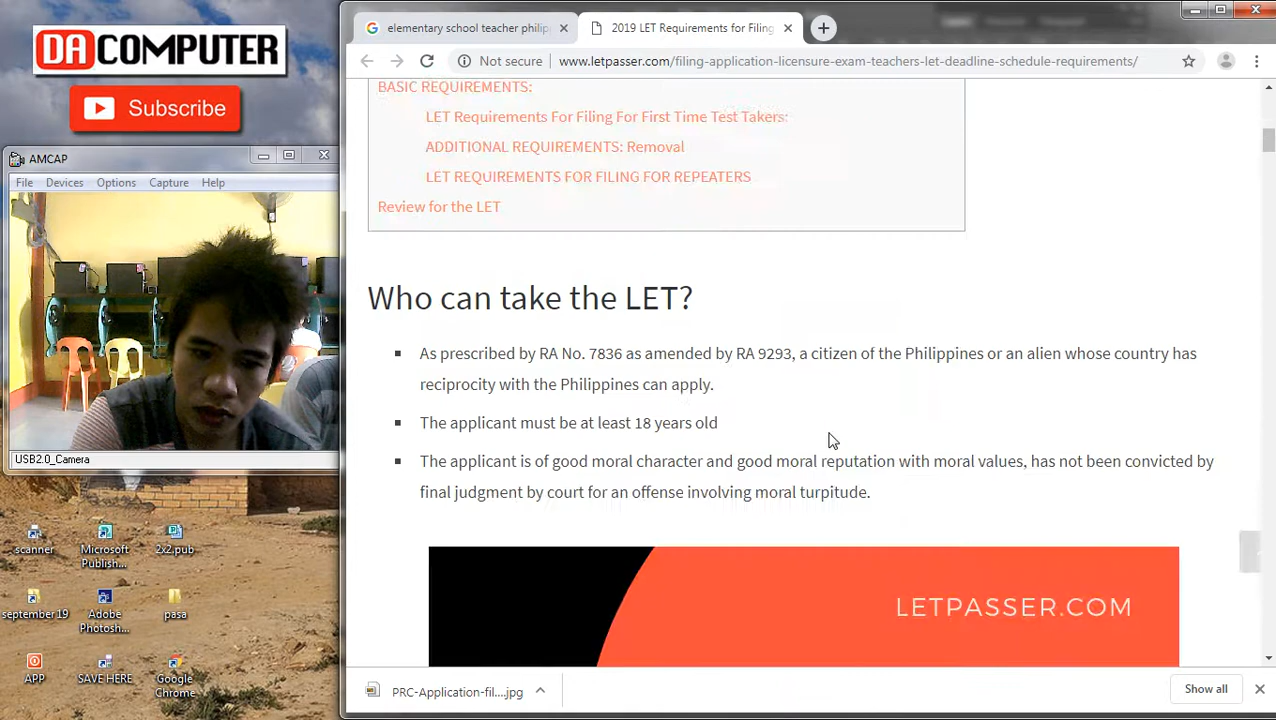 DACOMPUTER
Subscribe
AMCAP
File Devices Options Capture Help
USB2.0_Camera
scanner
Microsoft Publish...
2x2.pub
september 19
Adobe Photosh...
pasa
APP
SAVE HERE
Google Chrome
elementary school teacher philipp
2019 LET Requirements for Filing
Not secure
www.letpasser.com/filing-application-licensure-exam-teachers-let-deadline-schedule-requirements/
BASIC REQUIREMENTS:
LET Requirements For Filing For First Time Test Takers:
ADDITIONAL REQUIREMENTS: Removal
LET REQUIREMENTS FOR FILING FOR REPEATERS
Review for the LET
Who can take the LET?
As prescribed by RA No. 7836 as amended by RA 9293, a citizen of the Philippines or an alien whose country has
reciprocity with the Philippines can apply.
The applicant must be at least 18 years old
The applicant is of good moral character and good moral reputation with moral values, has not been convicted by
final judgment by court for an offense involving moral turpitude.
LETPASSER.COM
PRC-Application-fil....jpg
Show all